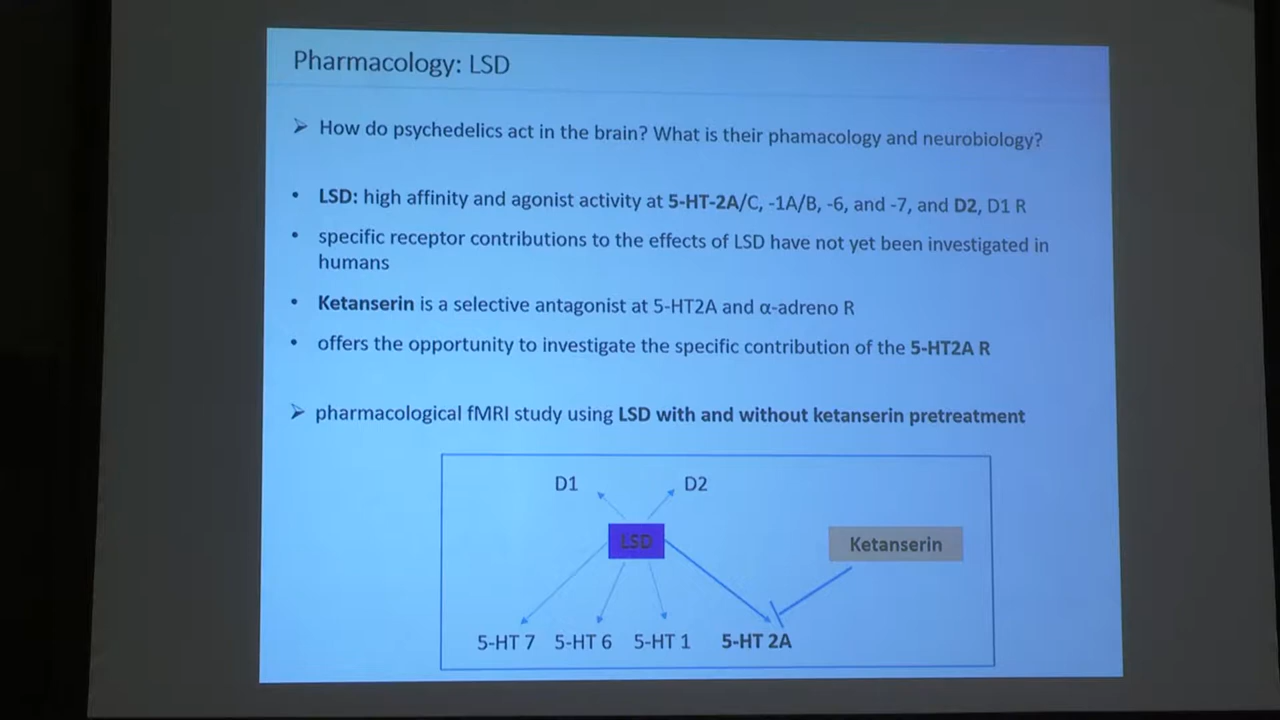 Pharmacology: LSD
➢ How do psychedelics act in the brain? What is their phamacology and neurobiology?
• LSD: high affinity and agonist activity at 5-HT-2A/C, -1A/B, -6, and -7, and D2, D1 R
• specific receptor contributions to the effects of LSD have not yet been investigated in
humans
• Ketanserin is a selective antagonist at 5-HT2A and α-adreno R
• offers the opportunity to investigate the specific contribution of the 5-HT2A R
➢ pharmacological fMRI study using LSD with and without ketanserin pretreatment
D1 D2
LSD Ketanserin
5-HT 7 5-HT 6 5-HT 1 5-HT 2A